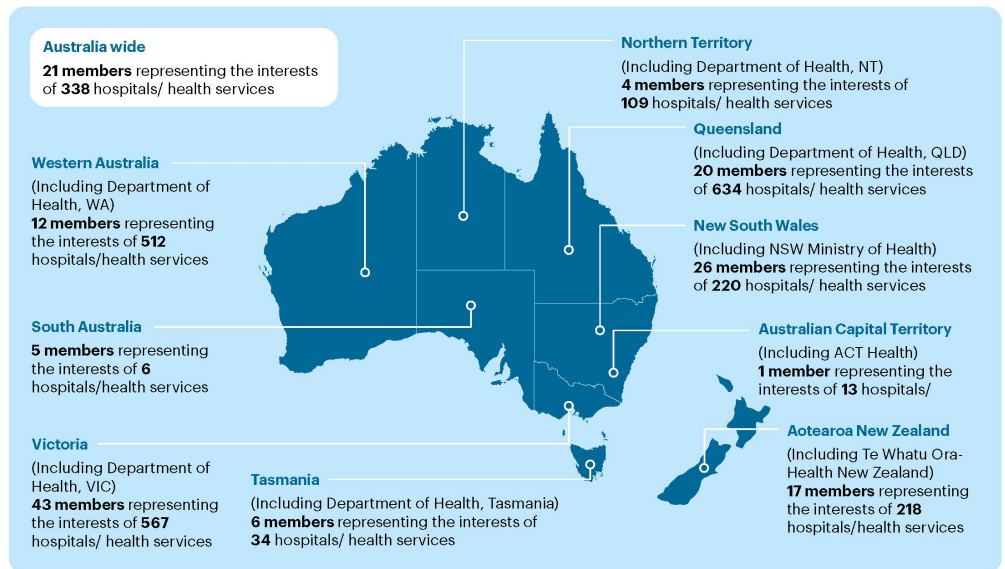 Australia wide
21 members representing the interests
of 338 hospitals/ health services
Northern Territory
(Including Department of Health, NT)
4 members representing the interests of
109 hospitals/ health services
Queensland
(Including Department of Health, QLD)
20 members representing the interests
of 634 hospitals/ health services
Western Australia
(Including Department of
Health, WA)
12 members representing
the interests of 512
hospitals/health services
New South Wales
(Including NSW Ministry of Health)
26 members representing the interests
of 220 hospitals/ health services
South Australia
5 members representing
the interests of 6
hospitals/health services
Australian Capital Territory
(Including ACT Health)
1 member representing the
interests of 13 hospitals/
Victoria
(Including Department of
Health, VIC)
43 members representing
the interests of 567
hospitals/ health services
Tasmania
(Including Department of Health, Tasmania)
6 members representing the interests of
34 hospitals/ health services
Aotearoa New Zealand
(Including Te Whatu Ora-
Health New Zealand)
17 members representing
the interests of 218
hospitals/health services